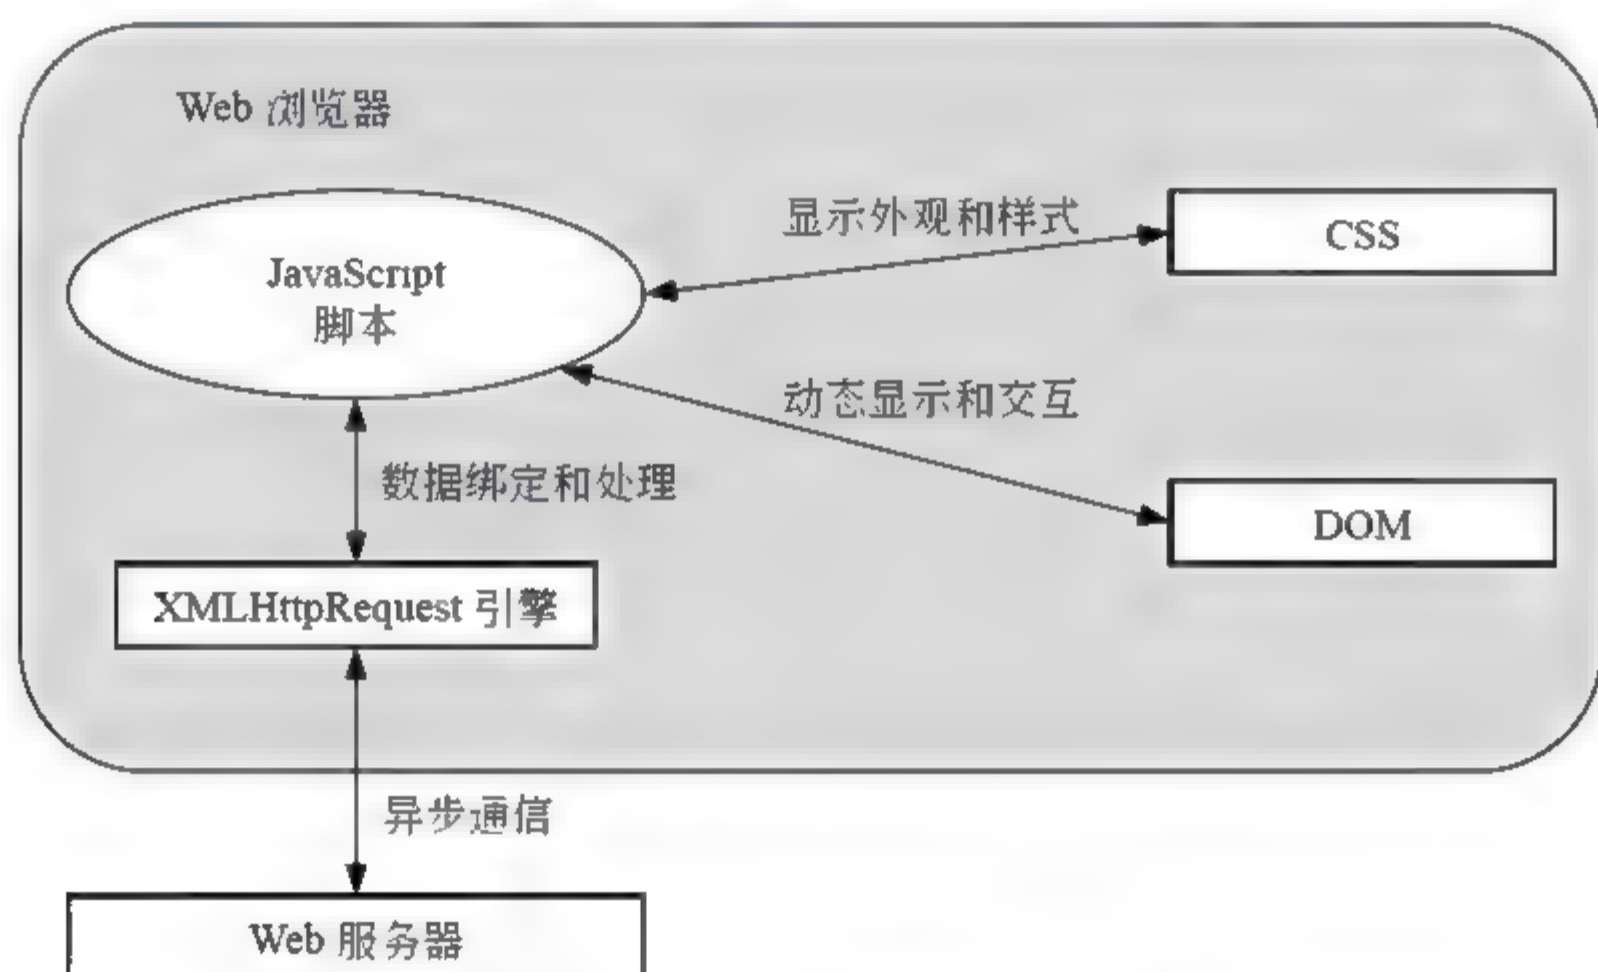 Web 浏览器
显示外观和样式
CSS
JavaScript
脚本
动态显示和交互
数据绑定和处理
DOM
XMLHttpRequest 引擎
异步通信
Web 服务器